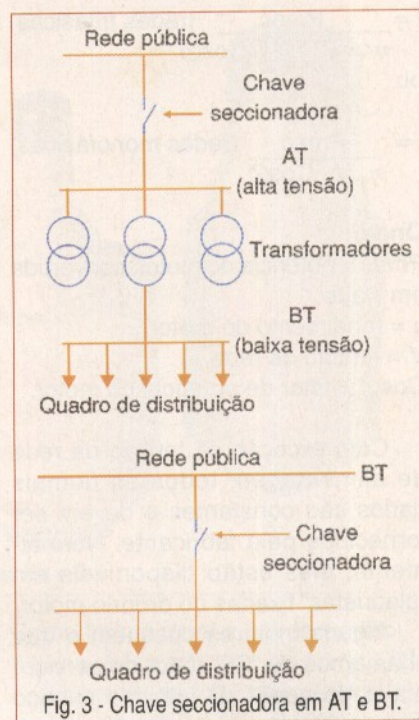 Rede pública
Chave
seccionadora
AT
(alta tensão)
Transformadores
BT
(baixa tensão)
Quadro de distribuição
Rede pública
BT
Chave
seccionadora
Quadro de distribuição
Fig. 3 - Chave seccionadora em AT e BT.